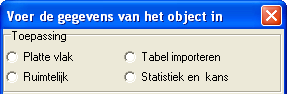 Voer de gegevens van het object in
Toepassing
Platte vlak
Tabel importeren
Ruimtelijk
Statistiek en kans